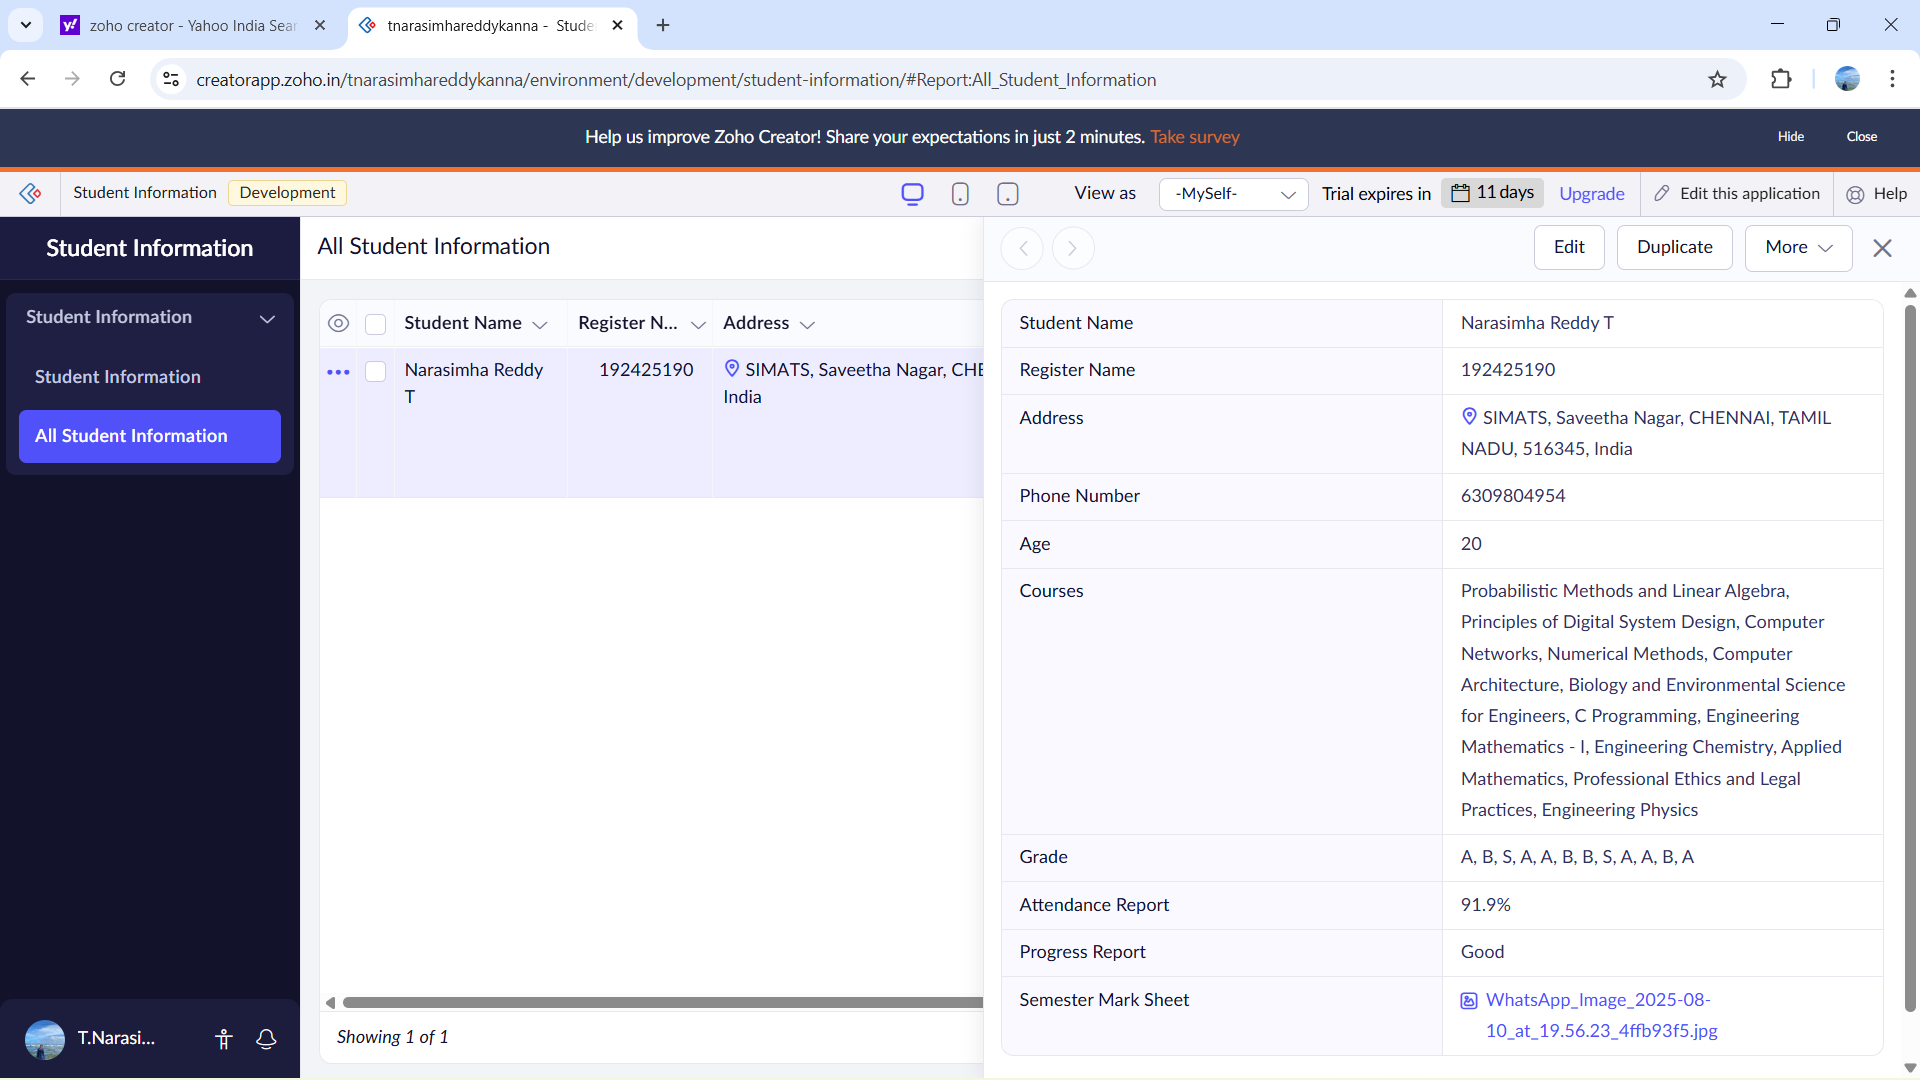 zoho creator - Yahoo India Sear
tnarasimhareddykanna - Stude
creatorapp.zoho.in/tnarasimhareddykanna/environment/development/student-information/#Report:All_Student_Information
Help us improve Zoho Creator! Share your expectations in just 2 minutes. Take survey
Hide
Close
Student Information
Development
View as
-MySelf-
Trial expires in
11 days
Upgrade
Edit this application
Help
Student Information
Student Information
Student Information
All Student Information
T.Narasi...
All Student Information
Student Name
Register N...
Address
Narasimha Reddy
T
192425190
SIMATS, Saveetha Nagar, CHE
India
Showing 1 of 1
Edit
Duplicate
More
Student Name
Narasimha Reddy T
Register Name
192425190
Address
SIMATS, Saveetha Nagar, CHENNAI, TAMIL
NADU, 516345, India
Phone Number
6309804954
Age
20
Courses
Probabilistic Methods and Linear Algebra,
Principles of Digital System Design, Computer
Networks, Numerical Methods, Computer
Architecture, Biology and Environmental Science
for Engineers, C Programming, Engineering
Mathematics - I, Engineering Chemistry, Applied
Mathematics, Professional Ethics and Legal
Practices, Engineering Physics
Grade
A, B, S, A, A, B, B, S, A, A, B, A
Attendance Report
91.9%
Progress Report
Good
Semester Mark Sheet
WhatsApp_Image_2025-08-
10_at_19.56.23_4ffb93f5.jpg